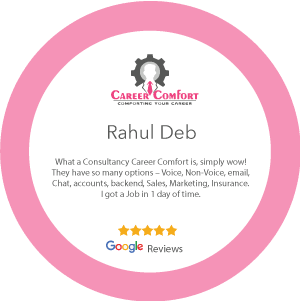 CAREER COMFORT
COMFORTING YOUR CAREER
Rahul Deb
What a Consultancy Career Comfort is, simply wow!
They have so many options – Voice, Non-Voice, email,
Chat, accounts, backend, Sales, Marketing, Insurance.
I got a Job in 1 day of time.
Google Reviews